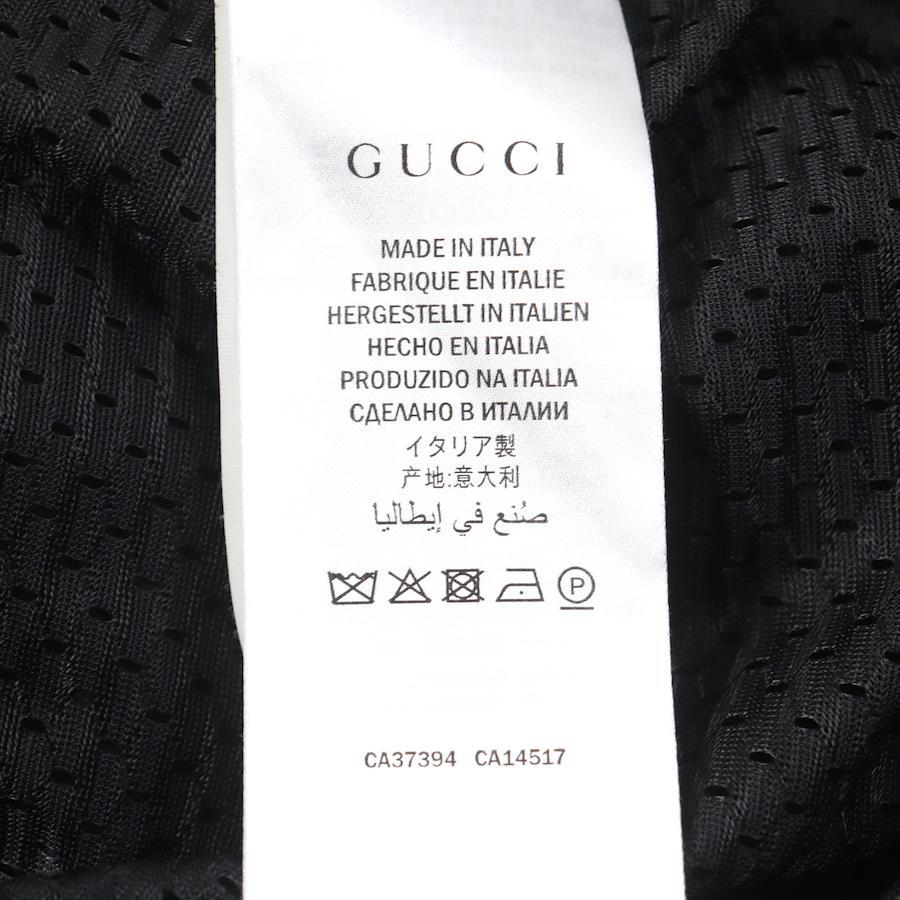 GUCCI
MADE IN ITALY
FABRIQUE EN ITALIE
HERGESTELLT IN ITALIEN
HECHO EN ITALIA
PRODUZIDO NA ITALIA
СДЕЛАНО В ИТАЛИИ
イタリア製
产地:意大利
صُنع في إيطاليا
P
CA37394 CA14517